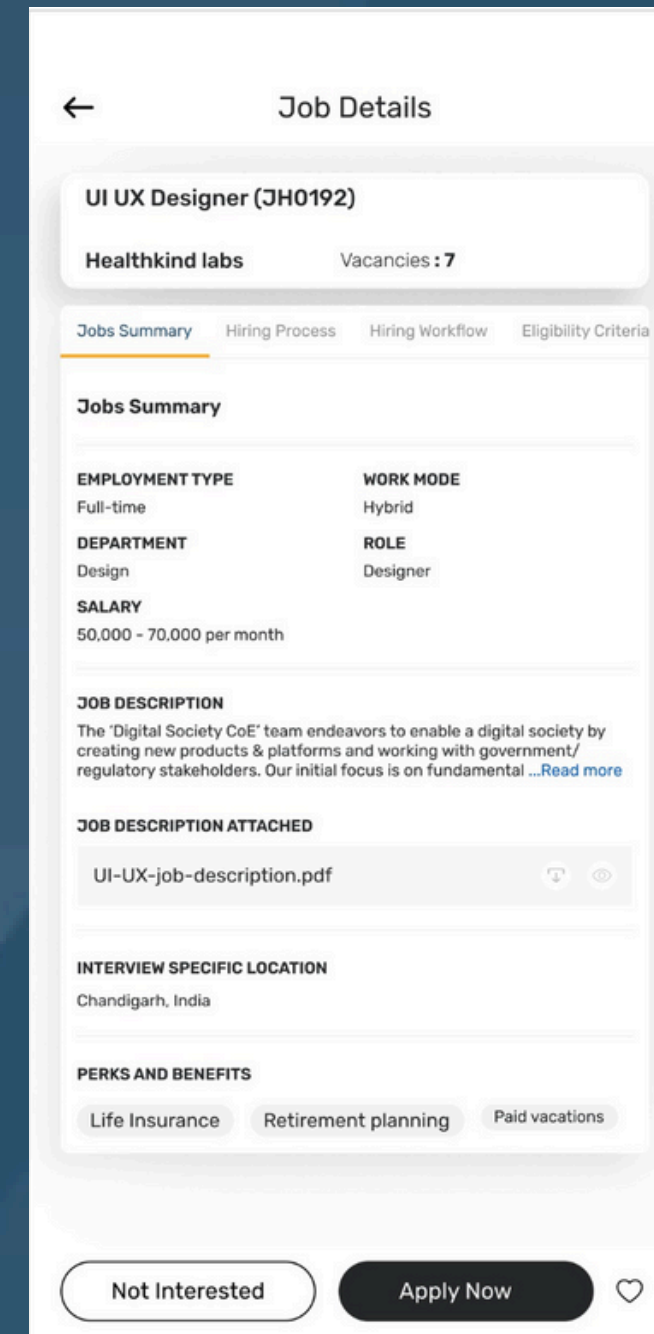 Job Details
UI UX Designer (JH0192)
Healthkind labs Vacancies : 7
Jobs Summary Hiring Process Hiring Workflow Eligibility Criteria
Jobs Summary
EMPLOYMENT TYPE WORK MODE
Full-time Hybrid
DEPARTMENT ROLE
Design Designer
SALARY
50,000 - 70,000 per month
JOB DESCRIPTION
The 'Digital Society CoE' team endeavors to enable a digital society by
creating new products & platforms and working with government/
regulatory stakeholders. Our initial focus is on fundamental ...Read more
JOB DESCRIPTION ATTACHED
UI-UX-job-description.pdf
INTERVIEW SPECIFIC LOCATION
Chandigarh, India
PERKS AND BENEFITS
Life Insurance Retirement planning Paid vacations
Not Interested Apply Now